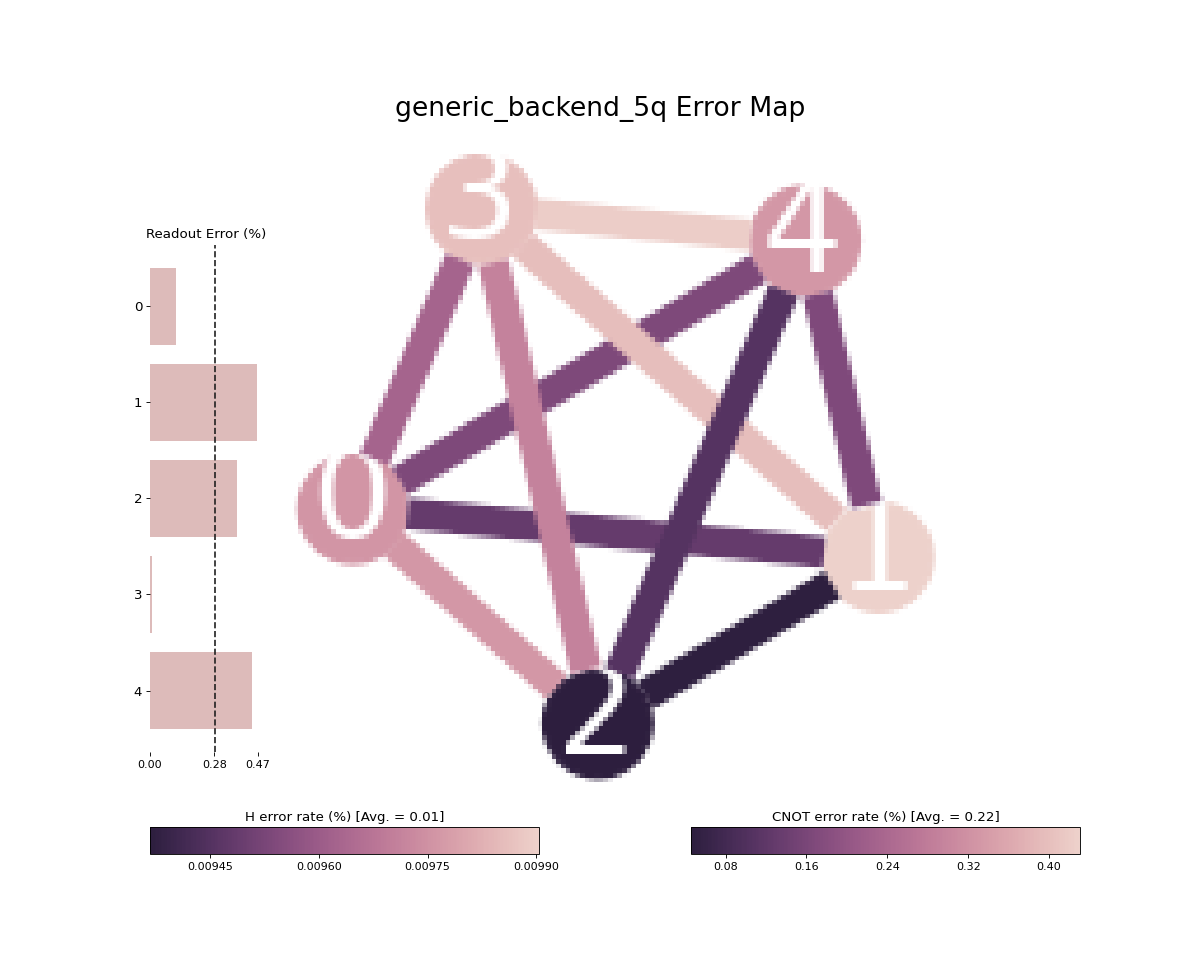 generic_backend_5q Error Map
3
4
Readout Error (%)
0
1
2
3
4
0.00 0.28 0.47
0
1
2
H error rate (%) [Avg. = 0.01]
0.00945 0.00960 0.00975 0.00990
CNOT error rate (%) [Avg. = 0.22]
0.08 0.16 0.24 0.32 0.40